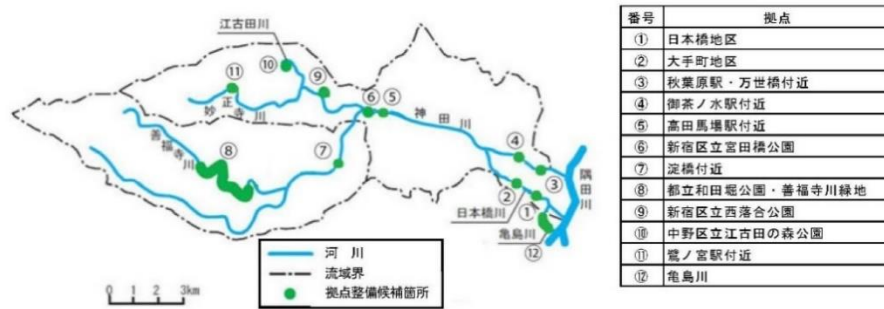 江古田川
⑩
⑪
⑨
妙正寺川
⑥
⑤
神田川
善福寺川
⑧
④
⑦
③
隅田川
②
日本橋川
①
亀島川
⑫
河 川
流域界
拠点整備候補箇所
0 1 2 3km
番号 拠点
① 日本橋地区
② 大手町地区
③ 秋葉原駅・万世橋付近
④ 御茶ノ水駅付近
⑤ 高田馬場駅付近
⑥ 新宿区立宮田橋公園
⑦ 淀橋付近
⑧ 都立和田堀公園・善福寺川緑地
⑨ 新宿区立西落合公園
⑩ 中野区立江古田の森公園
⑪ 鷺ノ宮駅付近
⑫ 亀島川